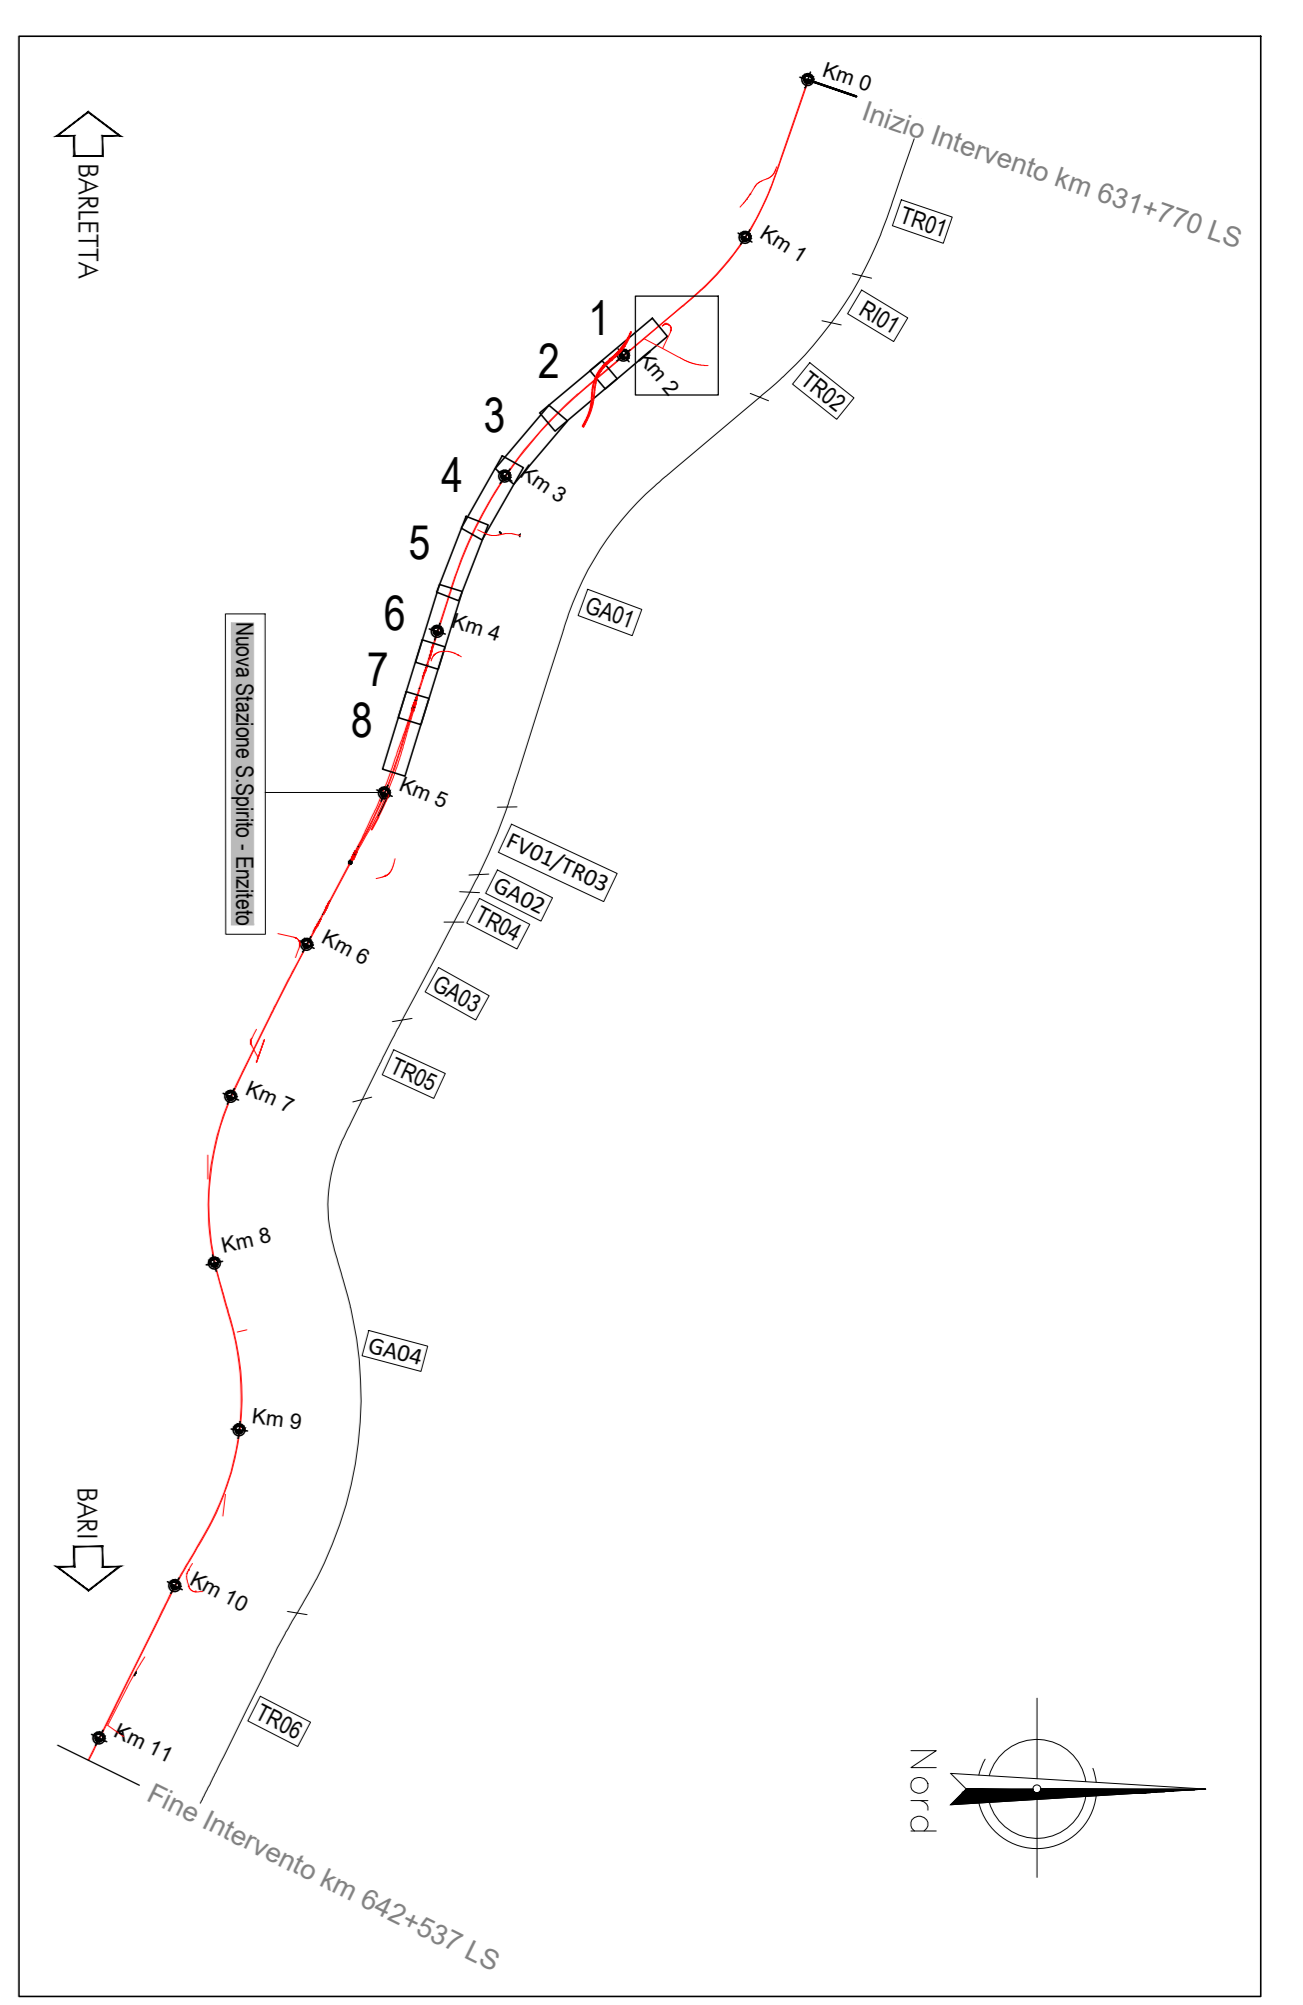 Km 0
Inizio Intervento km 631+770 LS
BARLETTA
TR01
Km 1
RI01
1
Km 2
2
TR02
3
Km 3
4
5
GA01
6
Km 4
7
8
Nuova Stazione S.Spirito - Enziteto
Km 5
FV01/TR03
GA02
TR04
Km 6
GA03
TR05
Km 7
Km 8
GA04
Km 9
BARI
Km 10
TR06
Km 11
Nord
Fine Intervento km 642+537 LS